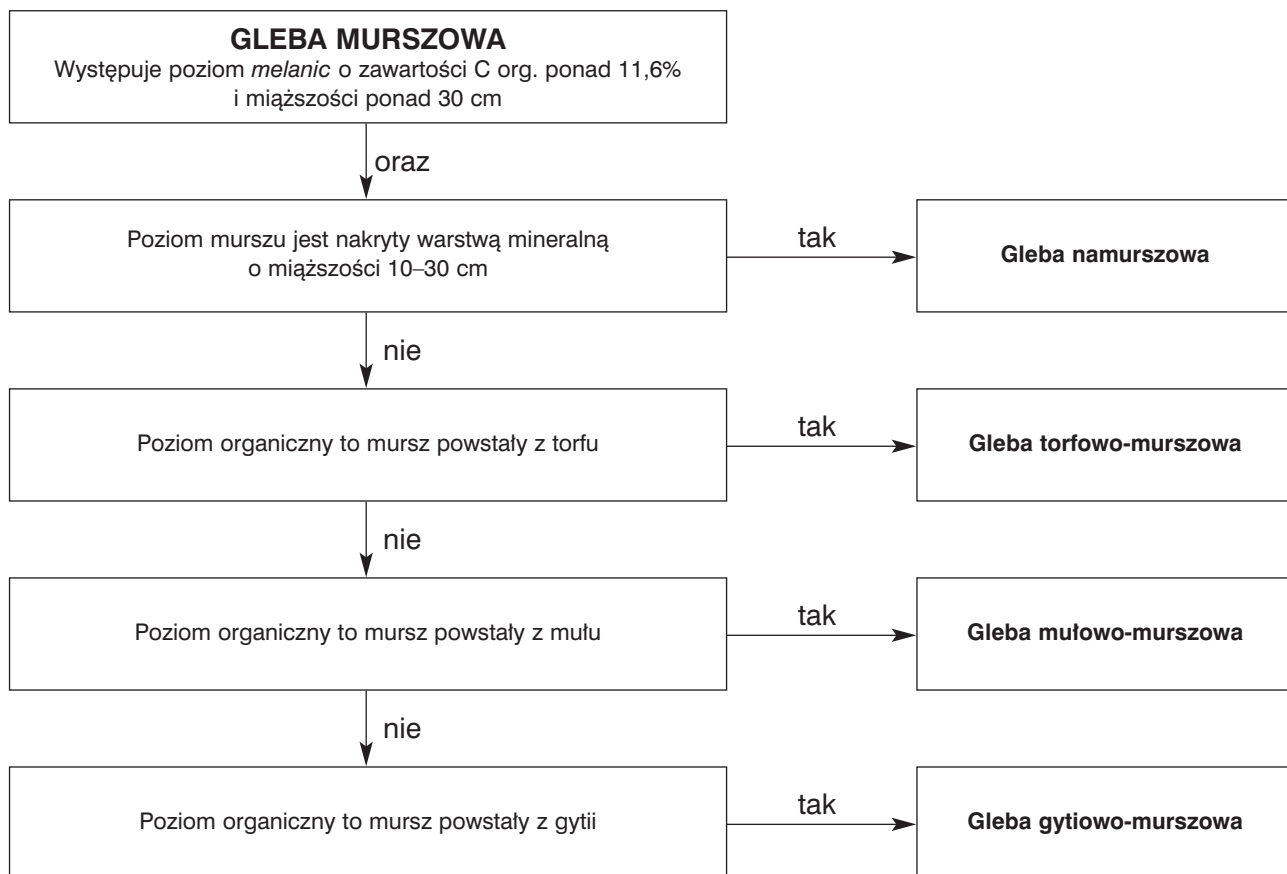 GLEBA MURSZOWA
Występuje poziom melanic o zawartości C org. ponad 11,6%
i miąższości ponad 30 cm
oraz
Poziom murszu jest nakryty warstwą mineralną
o miąższości 10–30 cm
tak
Gleba namurszowa
nie
Poziom organiczny to mursz powstały z torfu
tak
Gleba torfowo-murszowa
nie
Poziom organiczny to mursz powstały z mułu
tak
Gleba mułowo-murszowa
nie
Poziom organiczny to mursz powstały z gytii
tak
Gleba gytiowo-murszowa